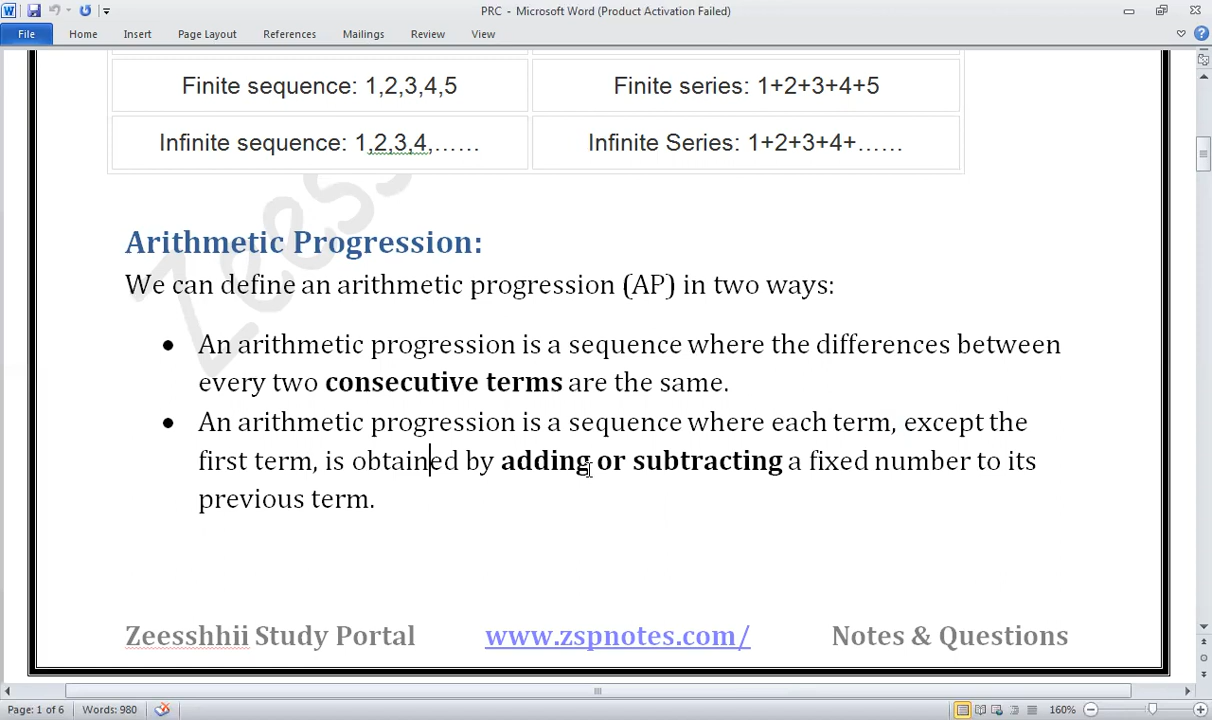 PRC - Microsoft Word (Product Activation Failed)
File Home Insert Page Layout References Mailings Review View
Finite sequence: 1,2,3,4,5 Finite series: 1+2+3+4+5
Infinite sequence: 1,2,3,4,…… Infinite Series: 1+2+3+4+……
Zeess
Arithmetic Progression:
We can define an arithmetic progression (AP) in two ways:
• An arithmetic progression is a sequence where the differences between
every two consecutive terms are the same.
• An arithmetic progression is a sequence where each term, except the
first term, is obtained by adding or subtracting a fixed number to its
previous term.
Zeesshhii Study Portal www.zspnotes.com/ Notes & Questions
Page: 1 of 6 Words: 980 160%